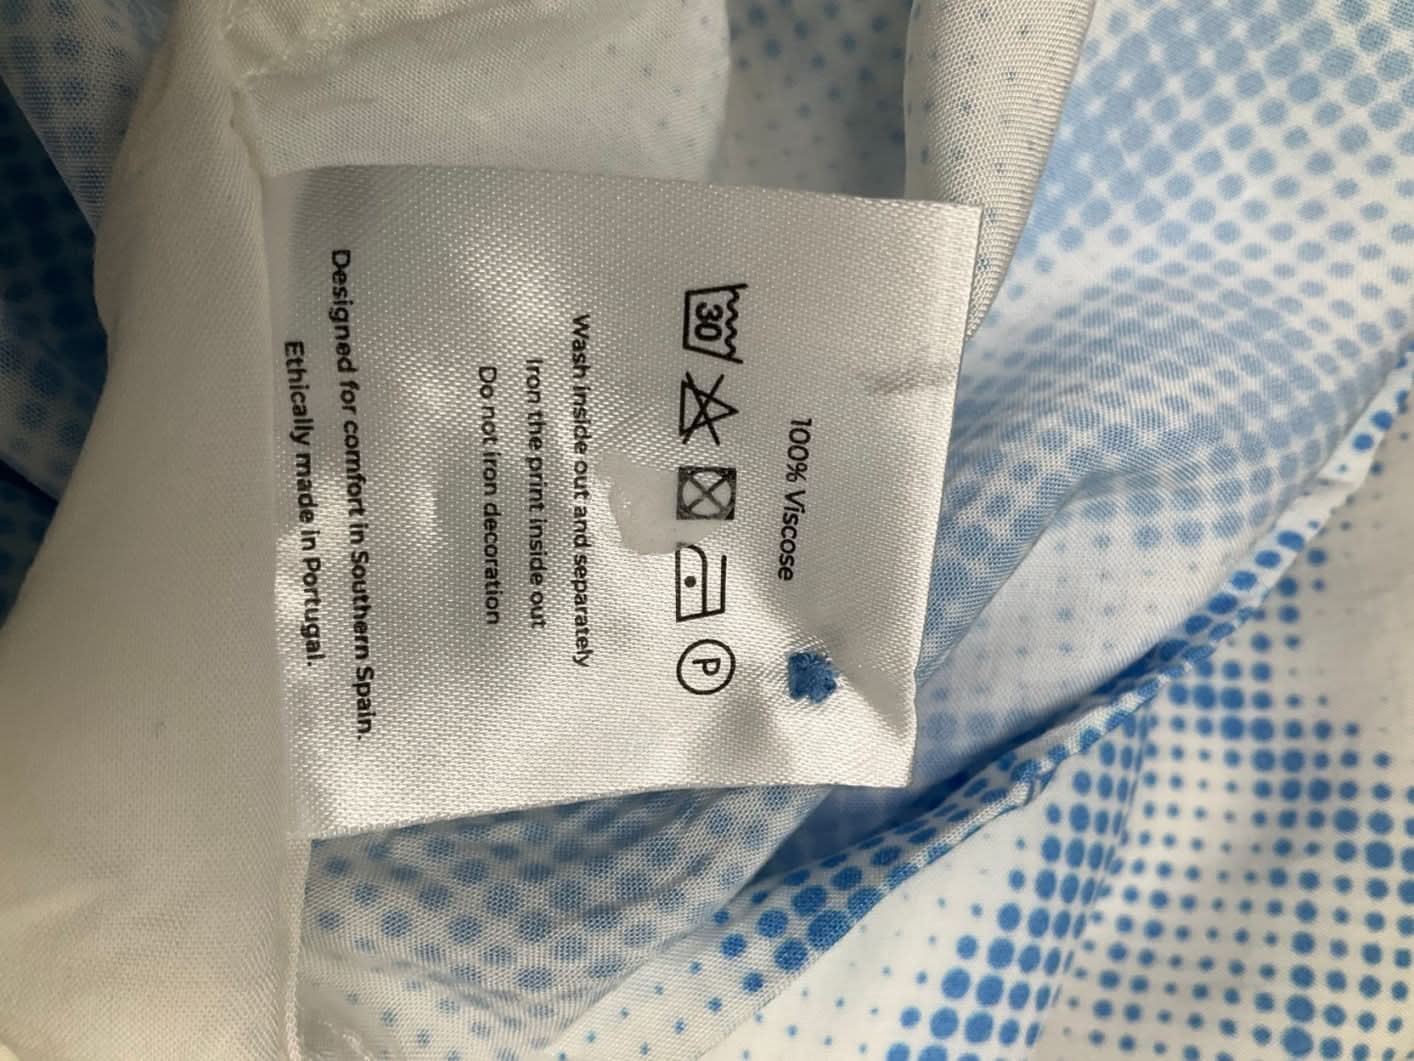 100% Viscose
30 P
Wash inside out and separately
Iron the print inside out
Do not iron decoration
Designed for comfort in Southern Spain.
Ethically made in Portugal.